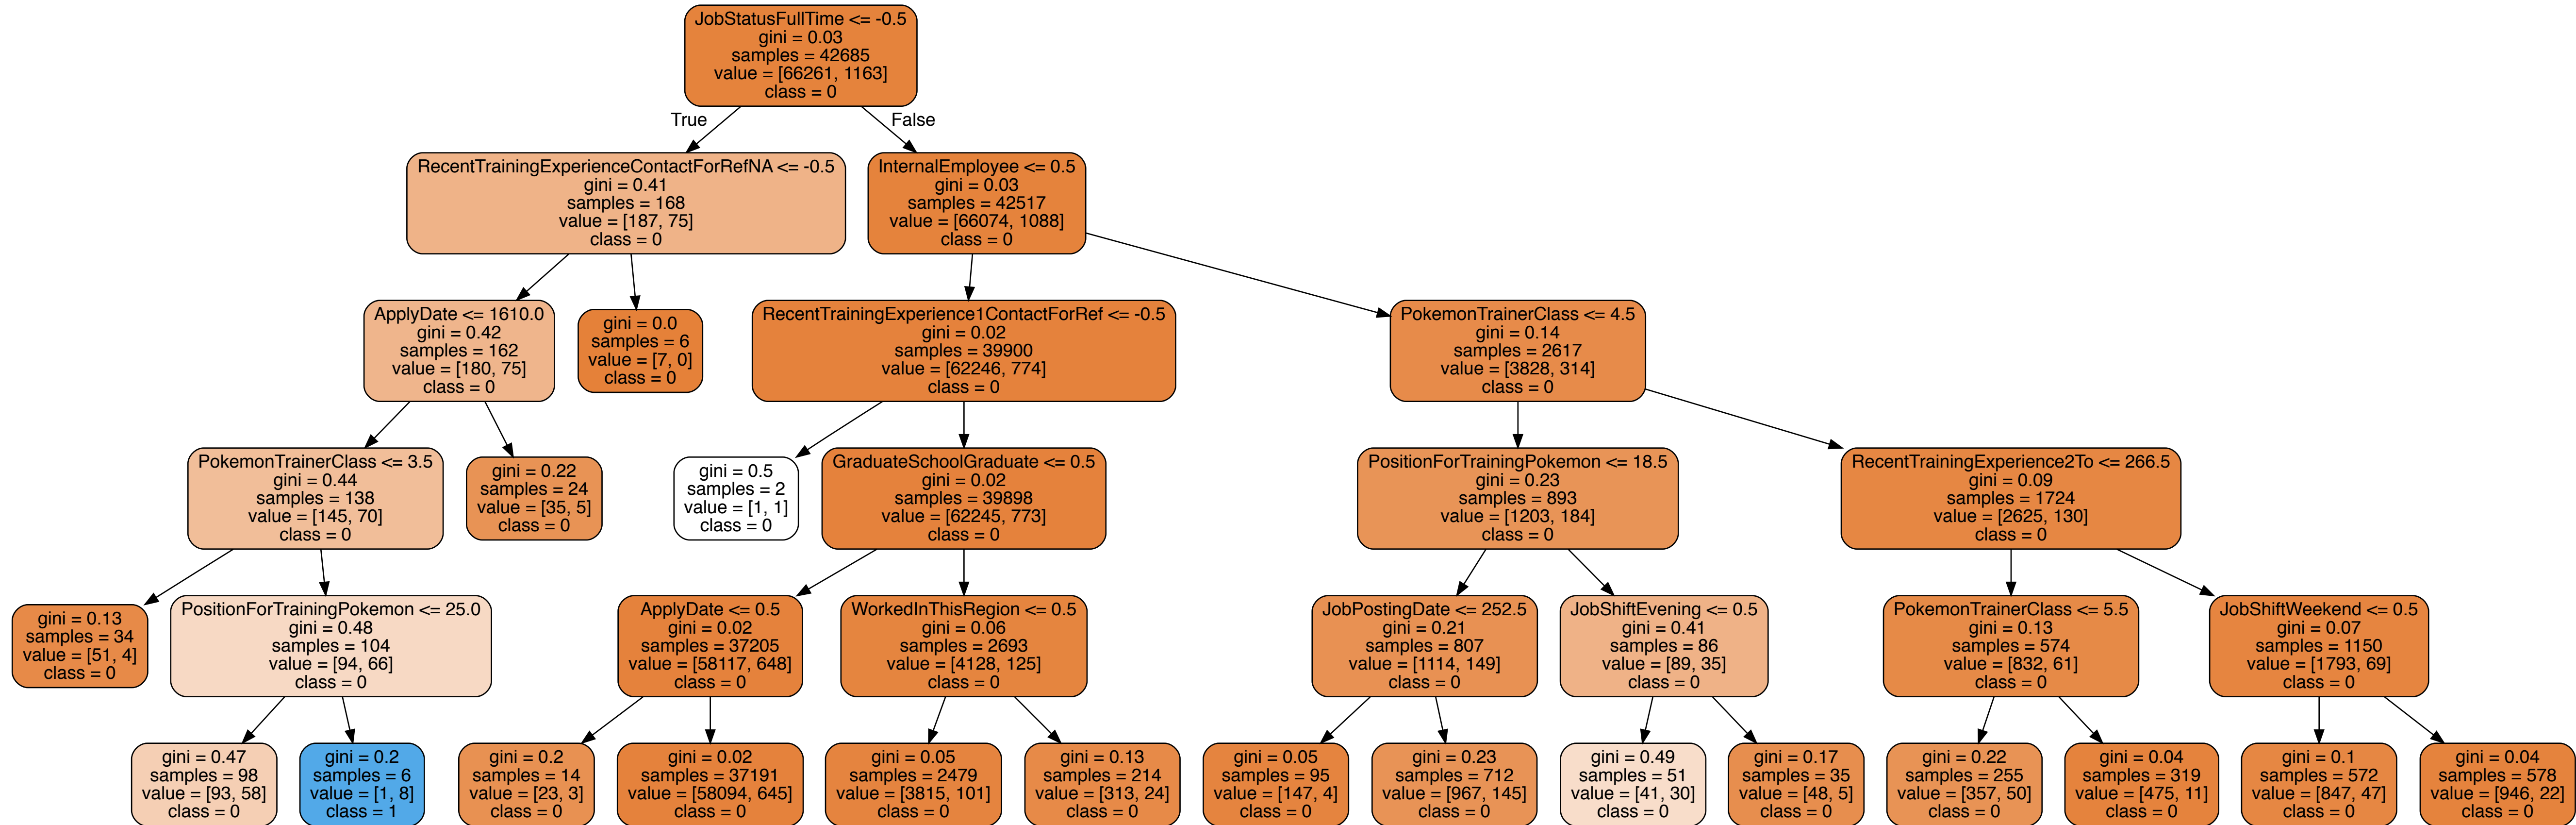 JobStatusFullTime <= -0.5
gini = 0.03
samples = 42685
value = [66261, 1163]
class = 0
True
False
RecentTrainingExperienceContactForRefNA <= -0.5
gini = 0.41
samples = 168
value = [187, 75]
class = 0
InternalEmployee <= 0.5
gini = 0.03
samples = 42517
value = [66074, 1088]
class = 0
ApplyDate <= 1610.0
gini = 0.42
samples = 162
value = [180, 75]
class = 0
gini = 0.0
samples = 6
value = [7, 0]
class = 0
RecentTrainingExperience1ContactForRef <= -0.5
gini = 0.02
samples = 39900
value = [62246, 774]
class = 0
PokemonTrainerClass <= 4.5
gini = 0.14
samples = 2617
value = [3828, 314]
class = 0
PokemonTrainerClass <= 3.5
gini = 0.44
samples = 138
value = [145, 70]
class = 0
gini = 0.22
samples = 24
value = [35, 5]
class = 0
gini = 0.5
samples = 2
value = [1, 1]
class = 0
GraduateSchoolGraduate <= 0.5
gini = 0.02
samples = 39898
value = [62245, 773]
class = 0
PositionForTrainingPokemon <= 18.5
gini = 0.23
samples = 893
value = [1203, 184]
class = 0
RecentTrainingExperience2To <= 266.5
gini = 0.09
samples = 1724
value = [2625, 130]
class = 0
gini = 0.13
samples = 34
value = [51, 4]
class = 0
PositionForTrainingPokemon <= 25.0
gini = 0.48
samples = 104
value = [94, 66]
class = 0
ApplyDate <= 0.5
gini = 0.02
samples = 37205
value = [58117, 648]
class = 0
WorkedInThisRegion <= 0.5
gini = 0.06
samples = 2693
value = [4128, 125]
class = 0
JobPostingDate <= 252.5
gini = 0.21
samples = 807
value = [1114, 149]
class = 0
JobShiftEvening <= 0.5
gini = 0.41
samples = 86
value = [89, 35]
class = 0
PokemonTrainerClass <= 5.5
gini = 0.13
samples = 574
value = [832, 61]
class = 0
JobShiftWeekend <= 0.5
gini = 0.07
samples = 1150
value = [1793, 69]
class = 0
gini = 0.47
samples = 98
value = [93, 58]
class = 0
gini = 0.2
samples = 6
value = [1, 8]
class = 1
gini = 0.2
samples = 14
value = [23, 3]
class = 0
gini = 0.02
samples = 37191
value = [58094, 645]
class = 0
gini = 0.05
samples = 2479
value = [3815, 101]
class = 0
gini = 0.13
samples = 214
value = [313, 24]
class = 0
gini = 0.05
samples = 95
value = [147, 4]
class = 0
gini = 0.23
samples = 712
value = [967, 145]
class = 0
gini = 0.49
samples = 51
value = [41, 30]
class = 0
gini = 0.17
samples = 35
value = [48, 5]
class = 0
gini = 0.22
samples = 255
value = [357, 50]
class = 0
gini = 0.04
samples = 319
value = [475, 11]
class = 0
gini = 0.1
samples = 572
value = [847, 47]
class = 0
gini = 0.04
samples = 578
value = [946, 22]
class = 0